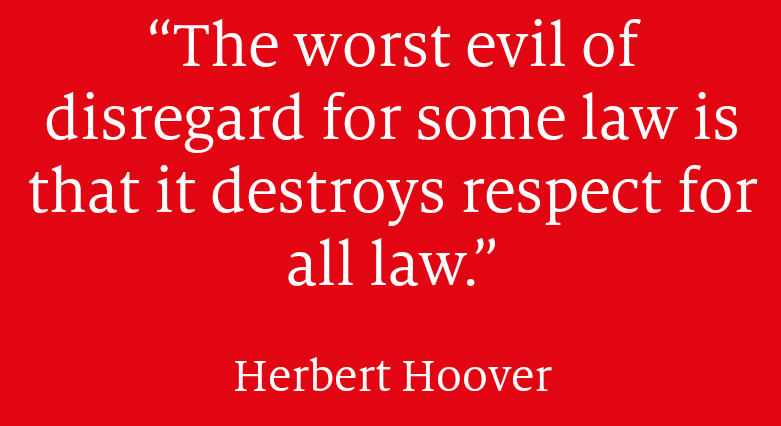 “The worst evil of
disregard for some law is
that it destroys respect for
all law.”
Herbert Hoover